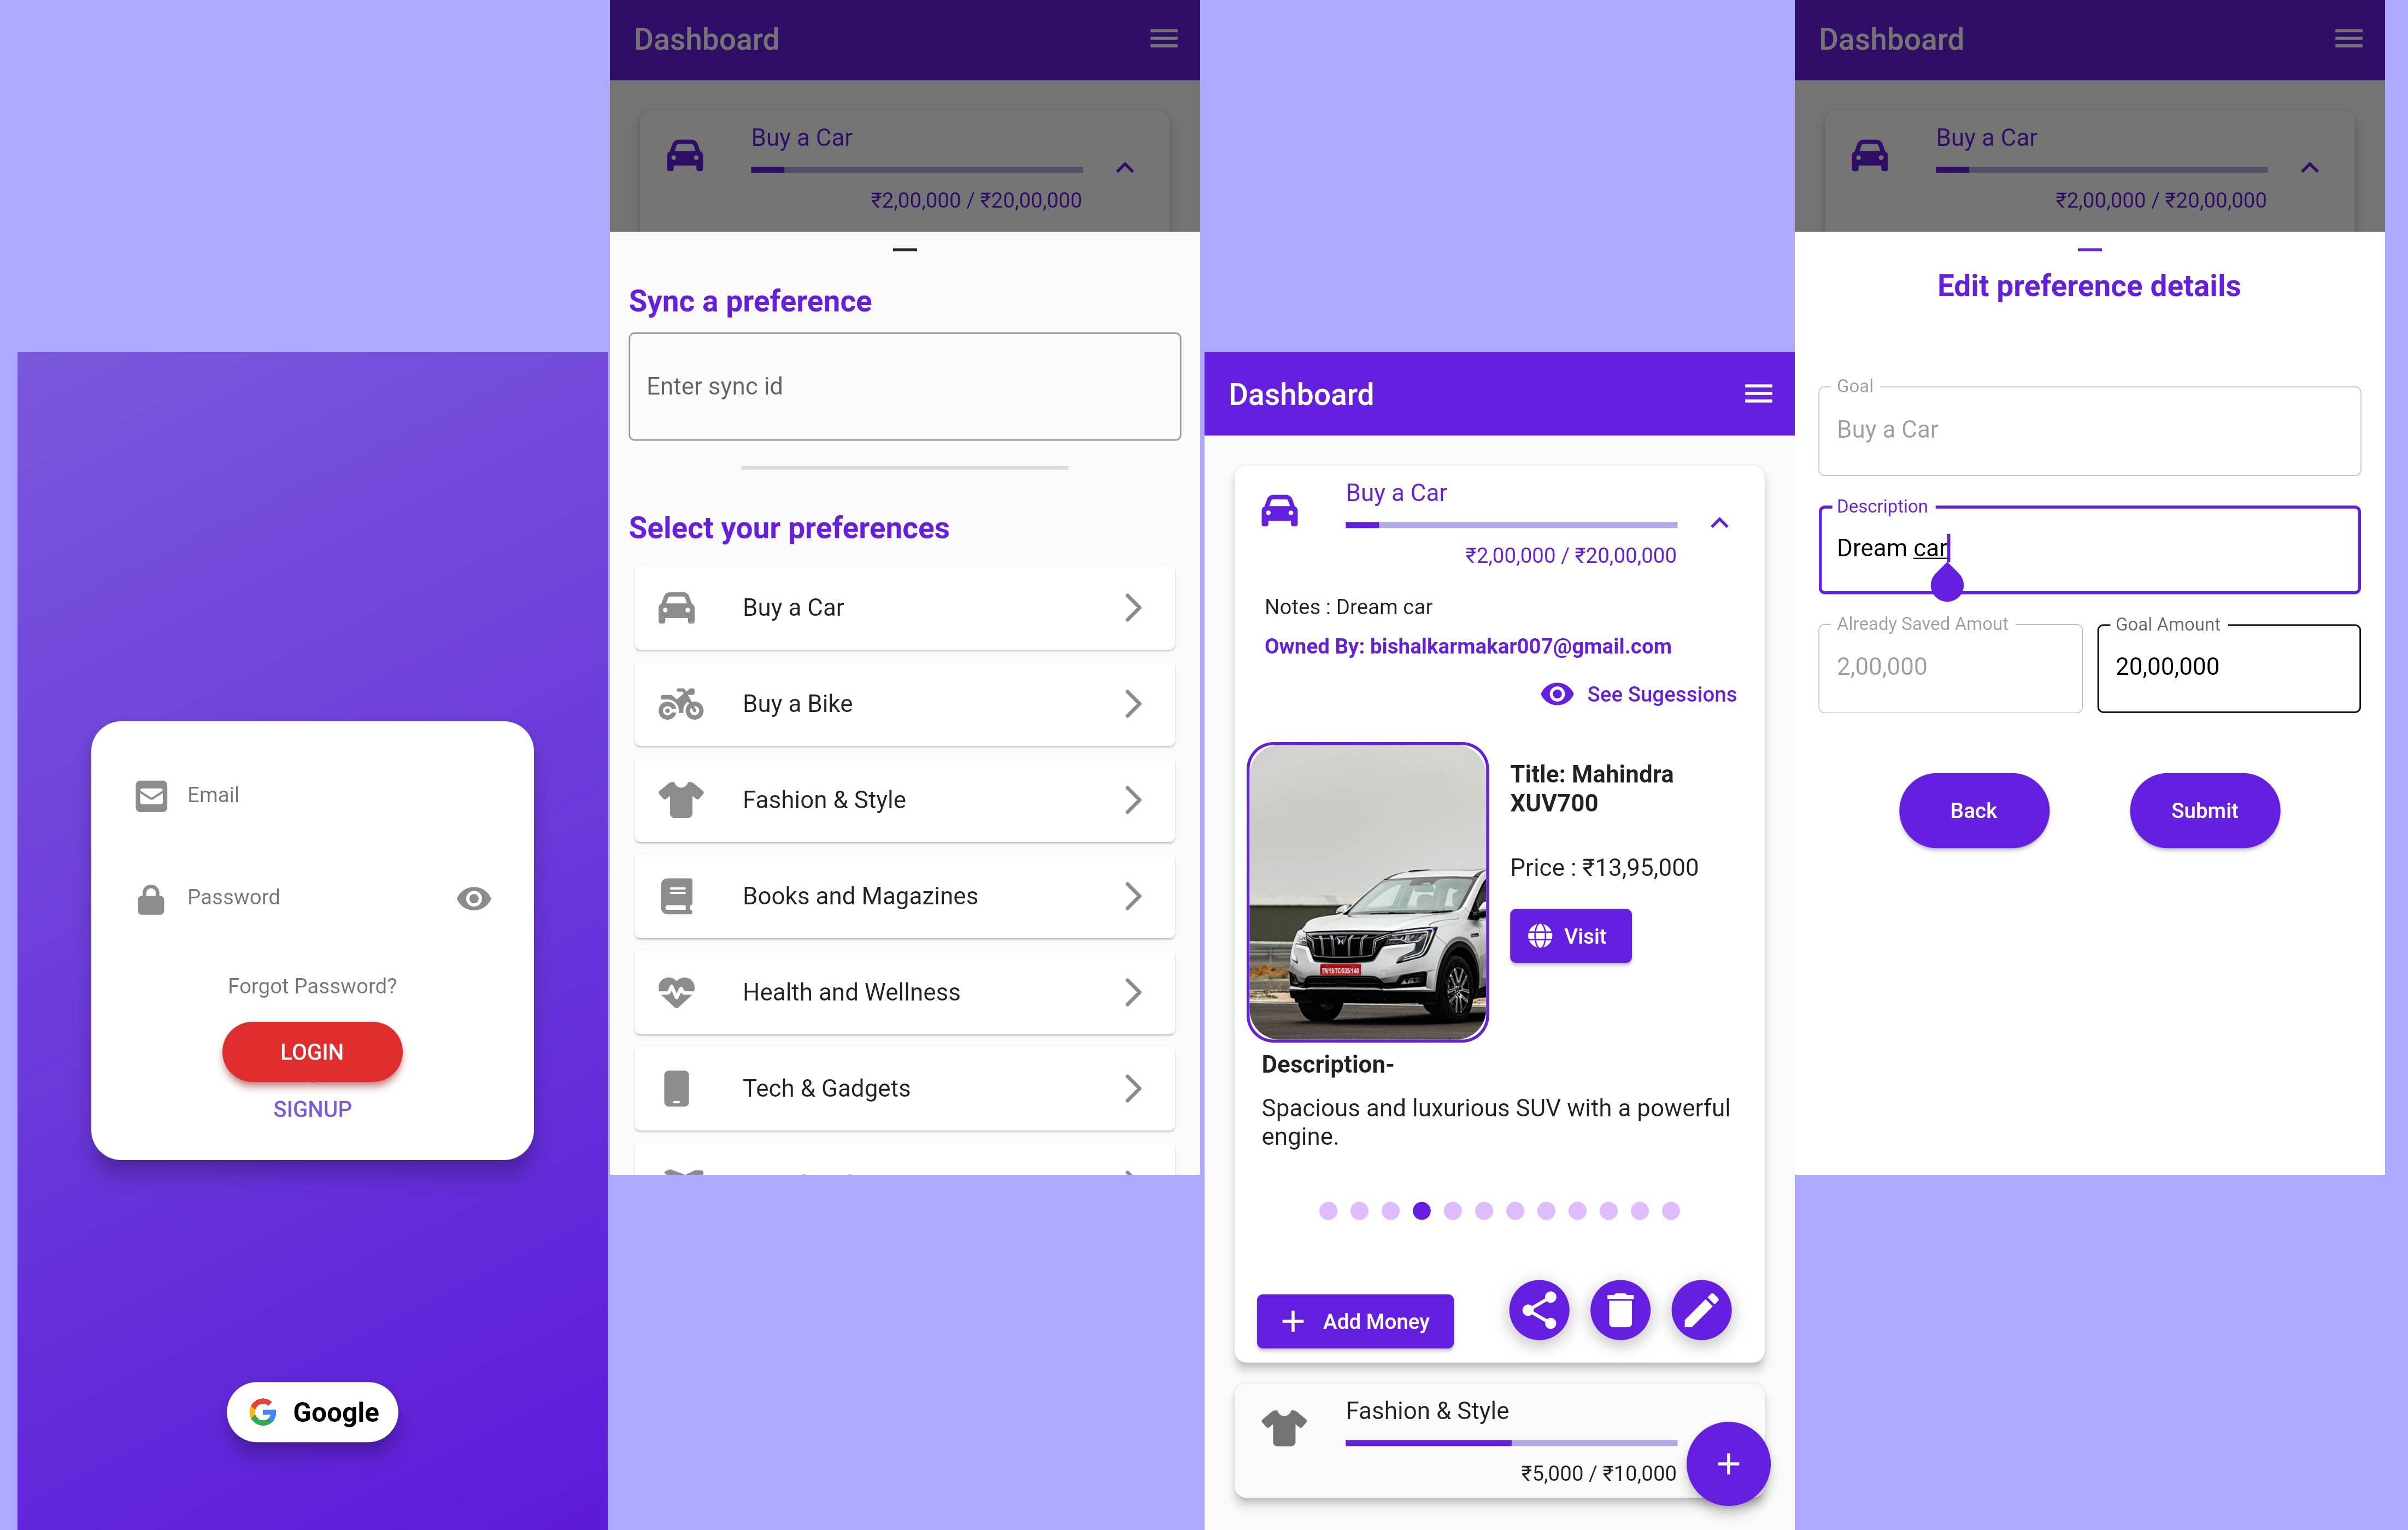 Email
Password
Forgot Password?
LOGIN
SIGNUP
Google
Dashboard
Buy a Car
₹2,00,000 / ₹20,00,000
Sync a preference
Enter sync id
Select your preferences
Buy a Car
Buy a Bike
Fashion & Style
Books and Magazines
Health and Wellness
Tech & Gadgets
Dashboard
Buy a Car
₹2,00,000 / ₹20,00,000
Notes : Dream car
Owned By: bishalkarmakar007@gmail.com
See Sugessions
Title: Mahindra
XUV700
Price : ₹13,95,000
Visit
Description-
Spacious and luxurious SUV with a powerful
engine.
Add Money
Fashion & Style
₹5,000 / ₹10,000
Dashboard
Buy a Car
₹2,00,000 / ₹20,00,000
Edit preference details
Goal
Buy a Car
Description
Dream car
Already Saved Amout
2,00,000
Goal Amount
20,00,000
Back
Submit